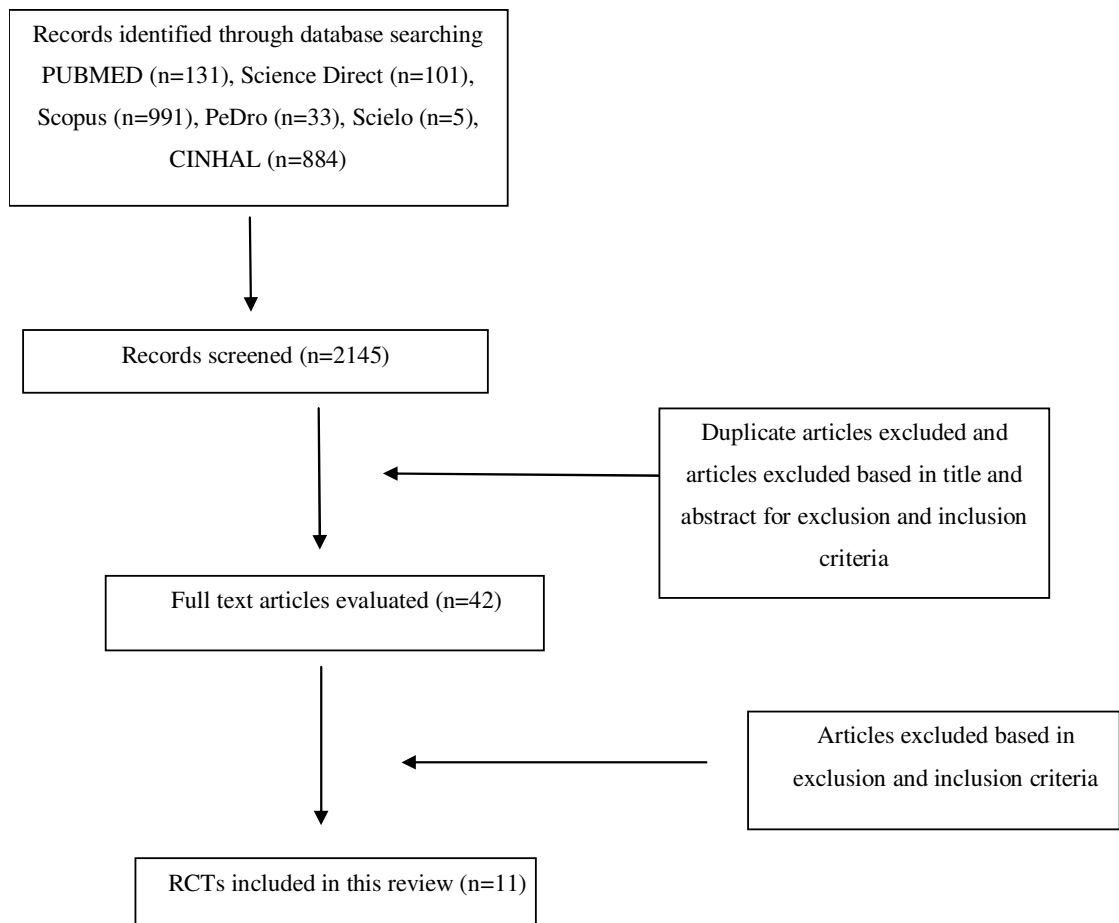 Records identified through database searching
PUBMED (n=131), Science Direct (n=101),
Scopus (n=991), PeDro (n=33), Scielo (n=5),
CINHAL (n=884)
Records screened (n=2145)
Duplicate articles excluded and
articles excluded based in title and
abstract for exclusion and inclusion
criteria
Full text articles evaluated (n=42)
Articles excluded based in
exclusion and inclusion criteria
RCTs included in this review (n=11)